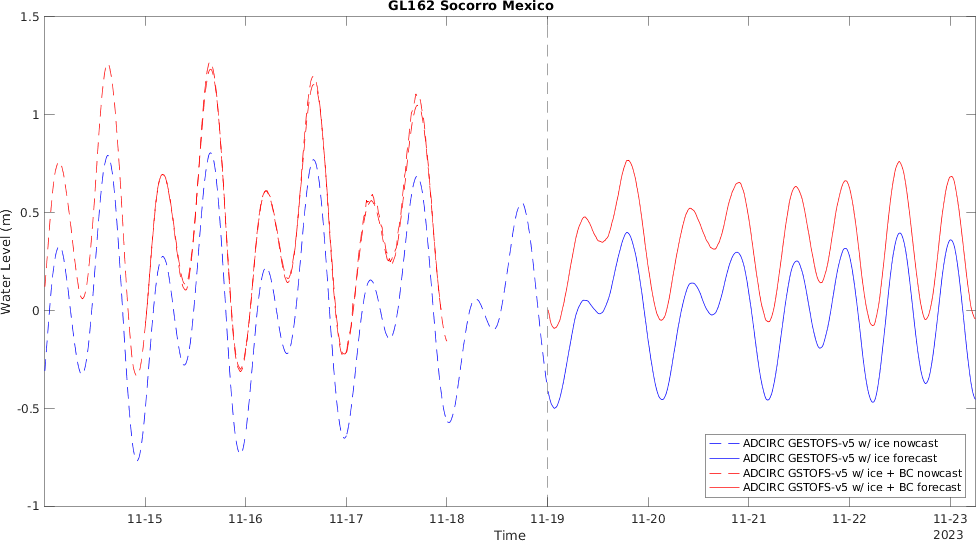 GL162 Socorro Mexico
Water Level (m)
1.5
1
0.5
0
-0.5
-1
11-15
11-16
11-17
11-18
11-19
11-20
11-21
11-22
11-23
2023
Time
ADCIRC GESTOFS-v5 w/ ice nowcast
ADCIRC GESTOFS-v5 w/ ice forecast
ADCIRC GSTOFS-v5 w/ ice + BC nowcast
ADCIRC GSTOFS-v5 w/ ice + BC forecast